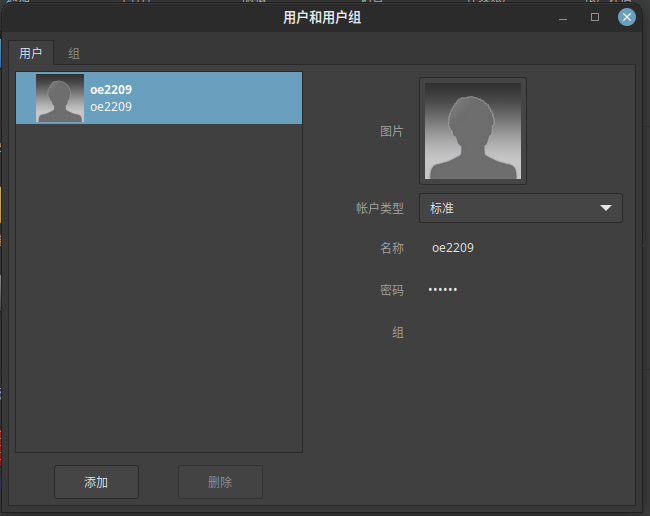 用户和用户组
用户
组
oe2209
oe2209
图片
帐户类型
标准
名称
oe2209
密码
••••••
组
添加
删除